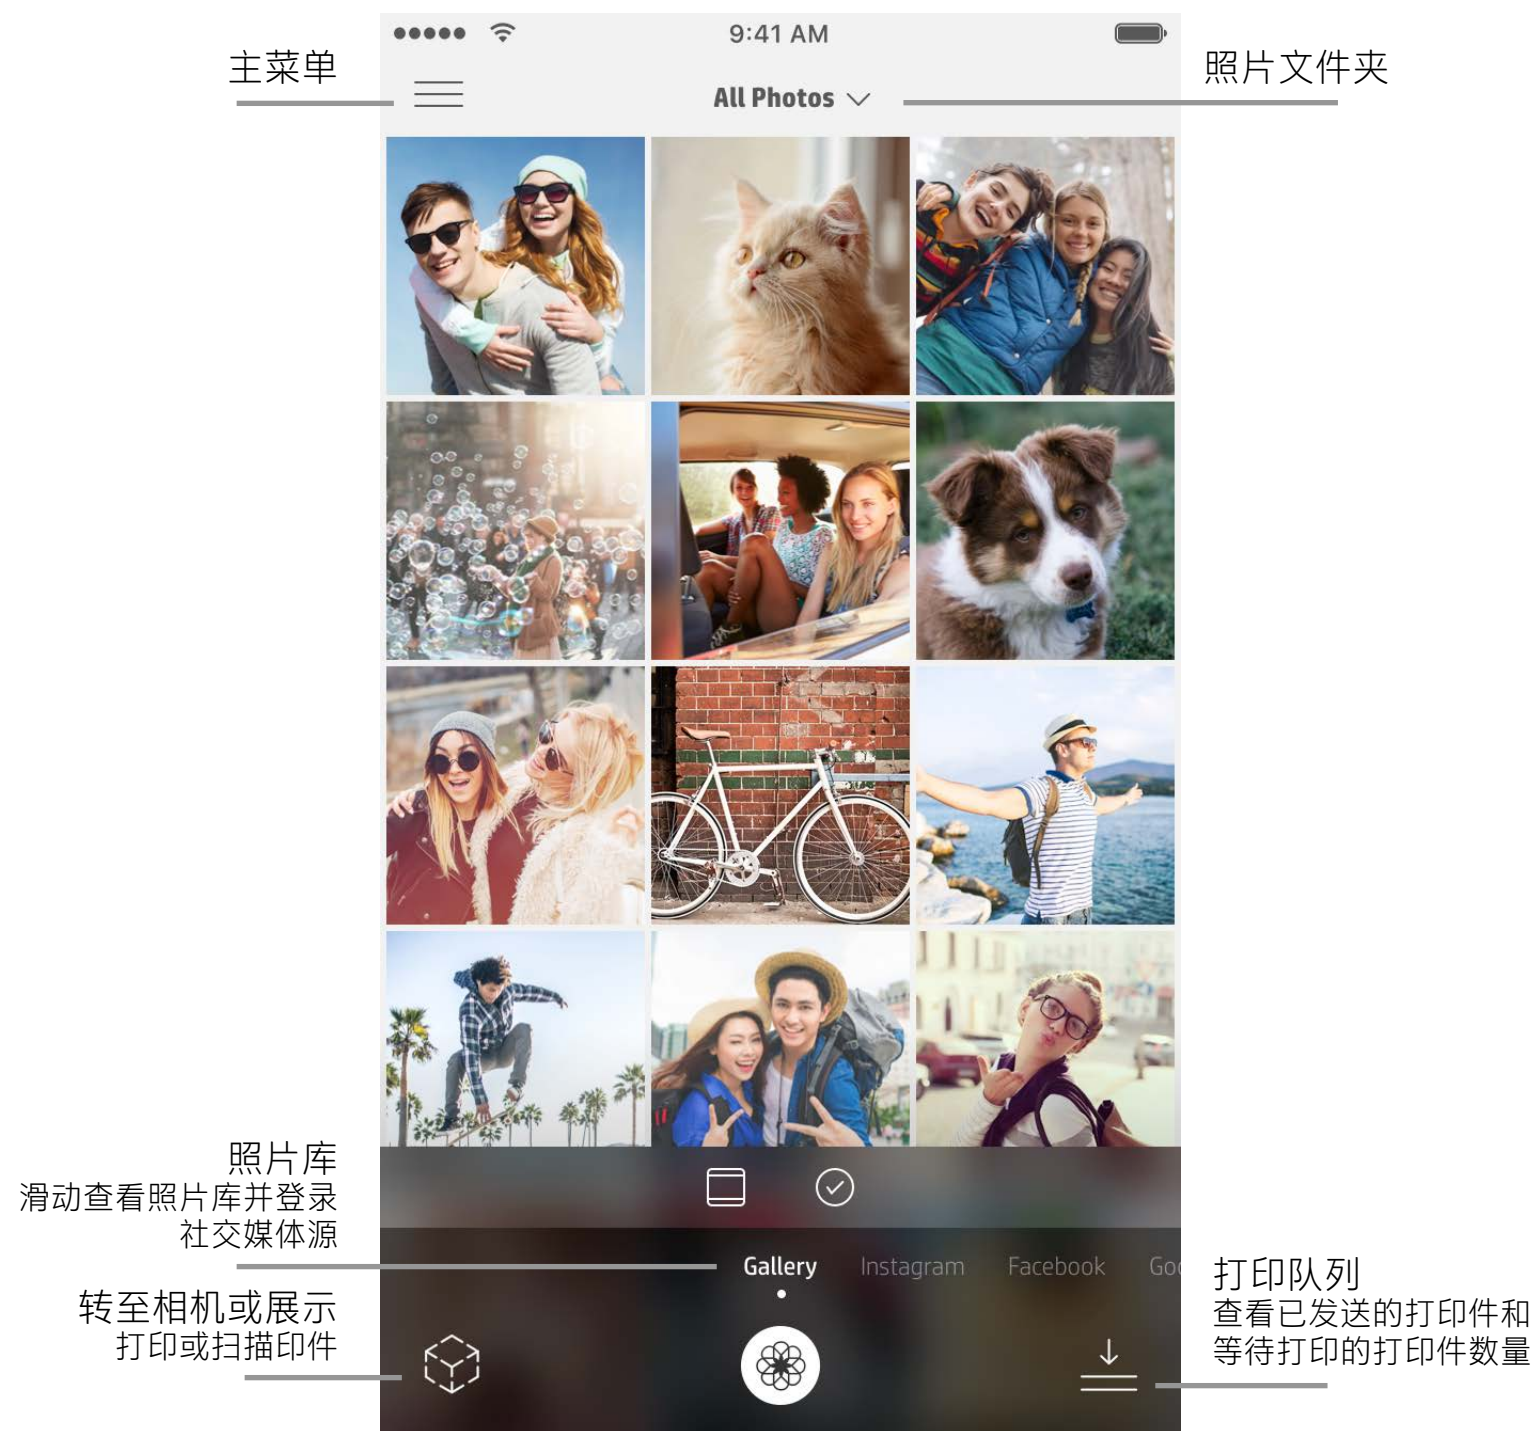 9:41 AM
主菜单
照片文件夹
All Photos
照片库
滑动查看照片库并登录
社交媒体源
Gallery Instagram Facebook Goo
打印队列
查看已发送的打印件和
等待打印的打印件数量
转至相机或展示
打印或扫描印件